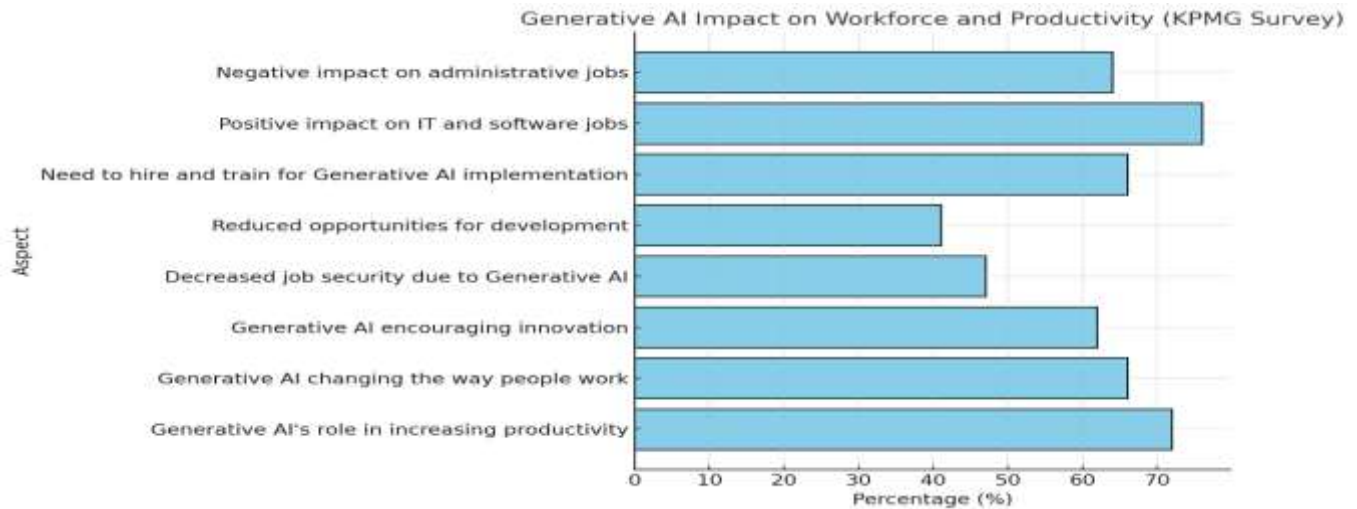 Generative AI Impact on Workforce and Productivity (KPMG Survey)
Negative impact on administrative jobs
Positive impact on IT and software jobs
Need to hire and train for Generative AI implementation
Reduced opportunities for development
Aspect
Decreased job security due to Generative AI
Generative AI encouraging innovation
Generative AI changing the way people work
Generative AI's role in increasing productivity
0 10 20 30 40 50 60 70
Percentage (%)